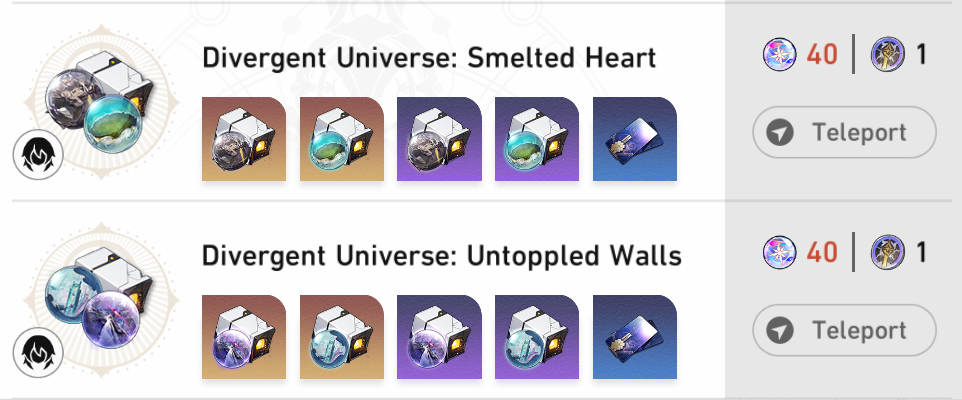 Divergent Universe: Smelted Heart
40 | 1
Teleport
Divergent Universe: Untoppled Walls
40 | 1
Teleport